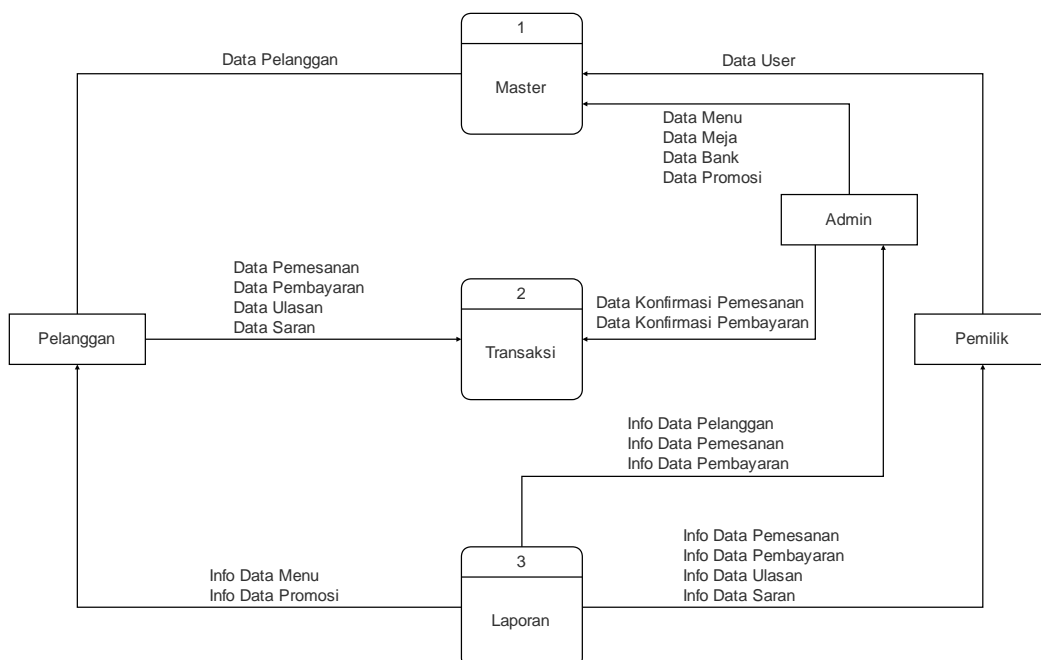 1
Master
Data Pelanggan
Data User
Data Menu
Data Meja
Data Bank
Data Promosi
Admin
Data Pemesanan
Data Pembayaran
Data Ulasan
Data Saran
2
Transaksi
Data Konfirmasi Pemesanan
Data Konfirmasi Pembayaran
Pelanggan
Pemilik
Info Data Pelanggan
Info Data Pemesanan
Info Data Pembayaran
Info Data Menu
Info Data Promosi
3
Laporan
Info Data Pemesanan
Info Data Pembayaran
Info Data Ulasan
Info Data Saran